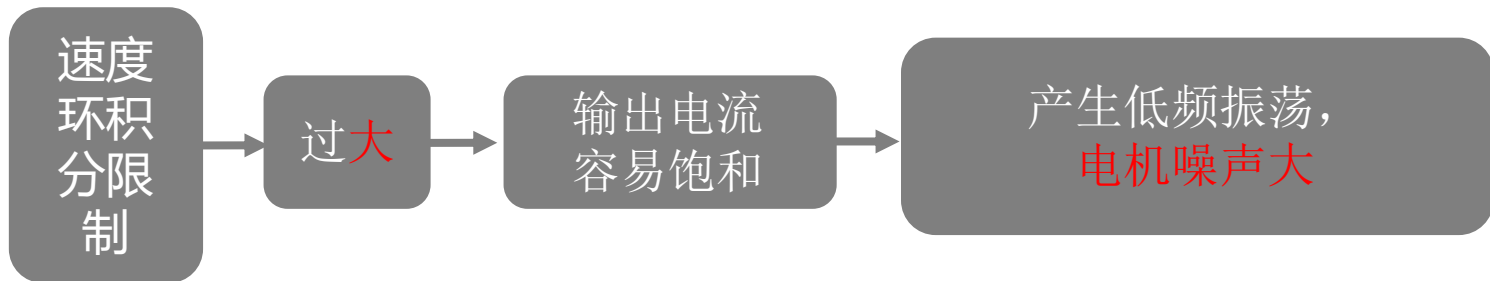 速度
环积
分限
制
过大
输出电流
容易饱和
产生低频振荡，
电机噪声大